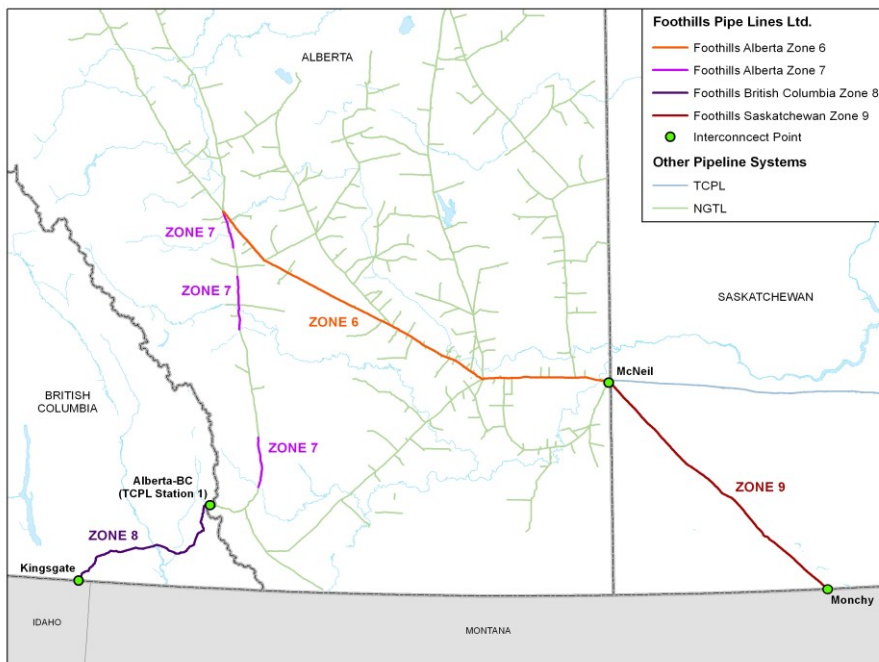 Foothills Pipe Lines Ltd.
Foothills Alberta Zone 6
Foothills Alberta Zone 7
Foothills British Columbia Zone 8
Foothills Saskatchewan Zone 9
Interconncect Point
Other Pipeline Systems
TCPL
NGTL
ALBERTA
ZONE 7
ZONE 7
SASKATCHEWAN
ZONE 6
McNeil
BRITISH
COLUMBIA
ZONE 7
Alberta-BC
(TCPL Station 1)
ZONE 9
ZONE 8
Kingsgate
Monchy
IDAHO
MONTANA